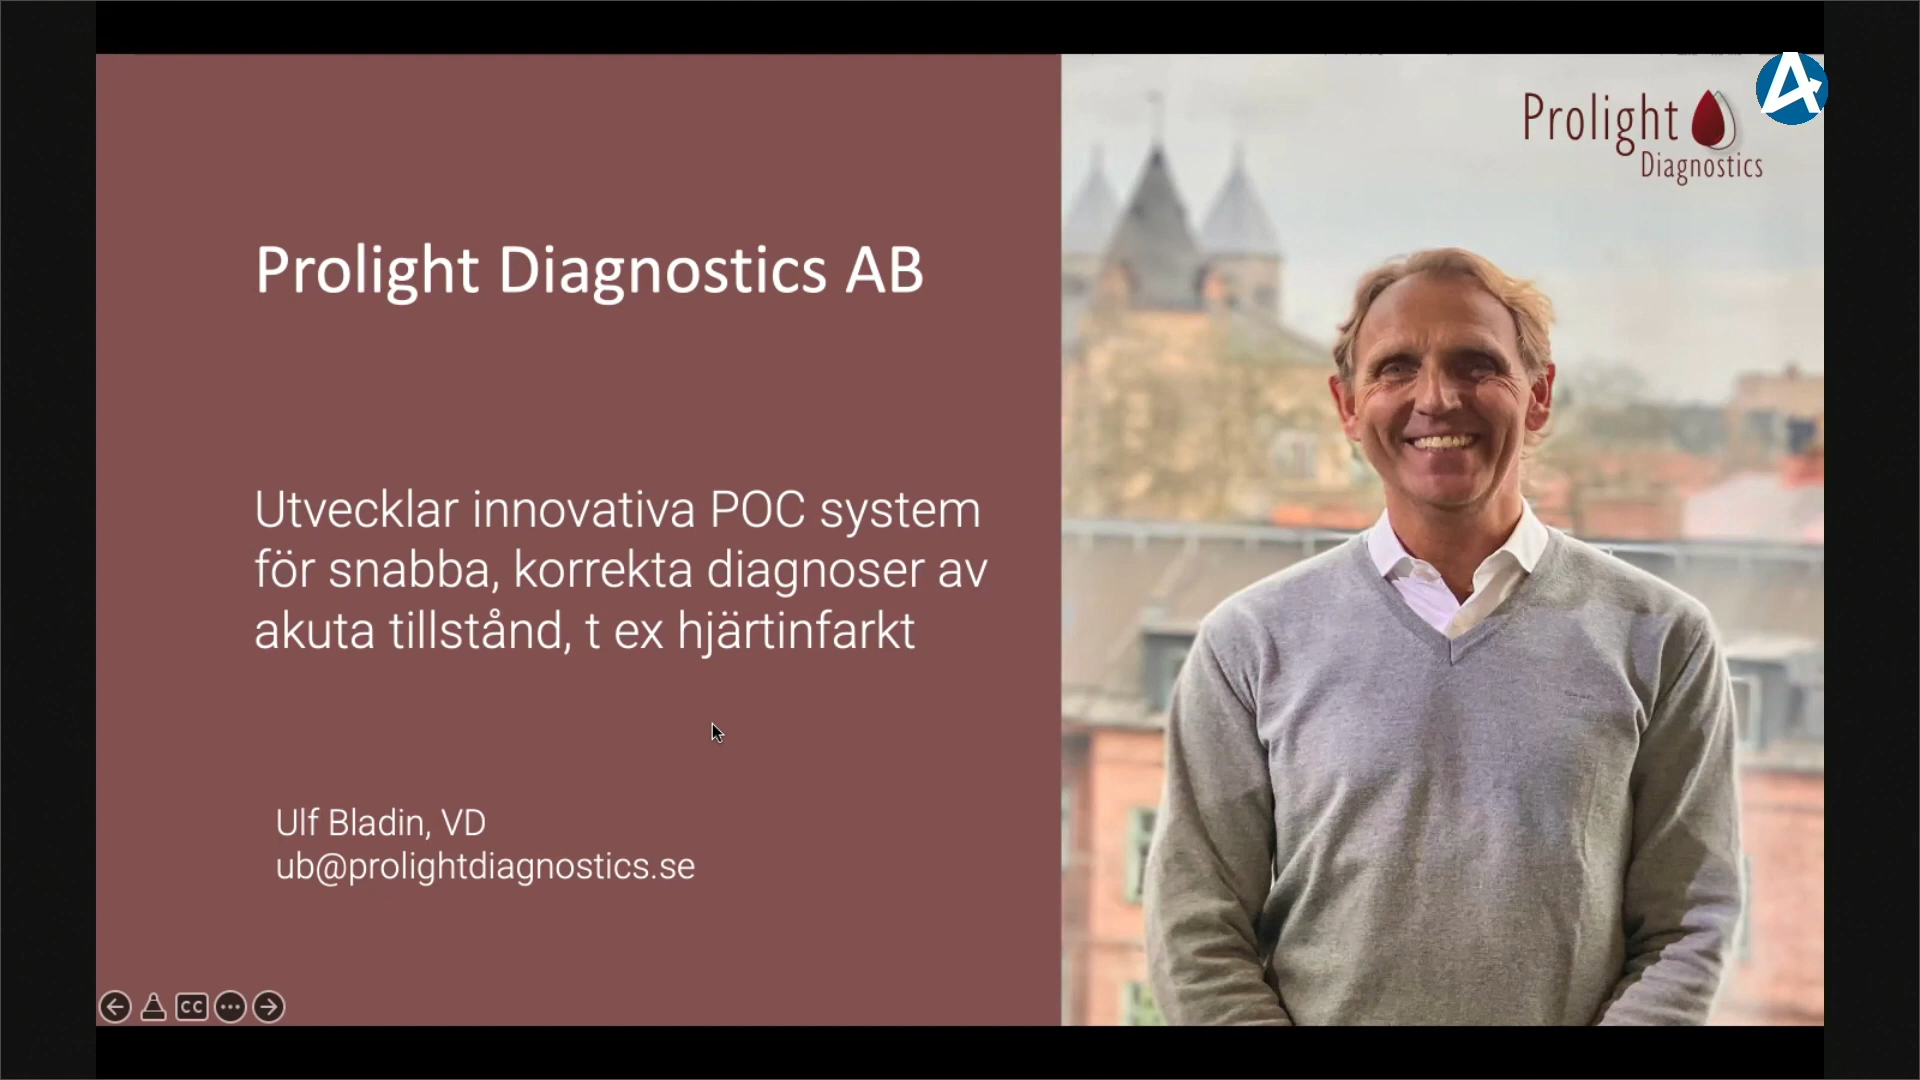 Prolight
Diagnostics
Prolight Diagnostics AB
Utvecklar innovativa POC system
för snabba, korrekta diagnoser av
akuta tillstånd, t ex hjärtinfarkt
Ulf Bladin, VD
ub@prolightdiagnostics.se
CC